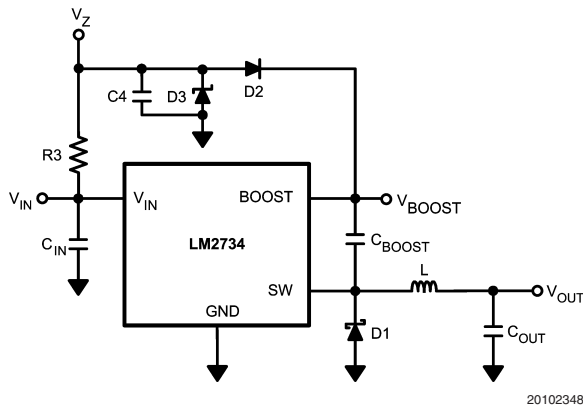 VZ
C4
D3
D2
R3
VIN
VIN
BOOST
VBOOST
CIN
LM2734
CBOOST
SW
L
VOUT
GND
D1
COUT
20102348